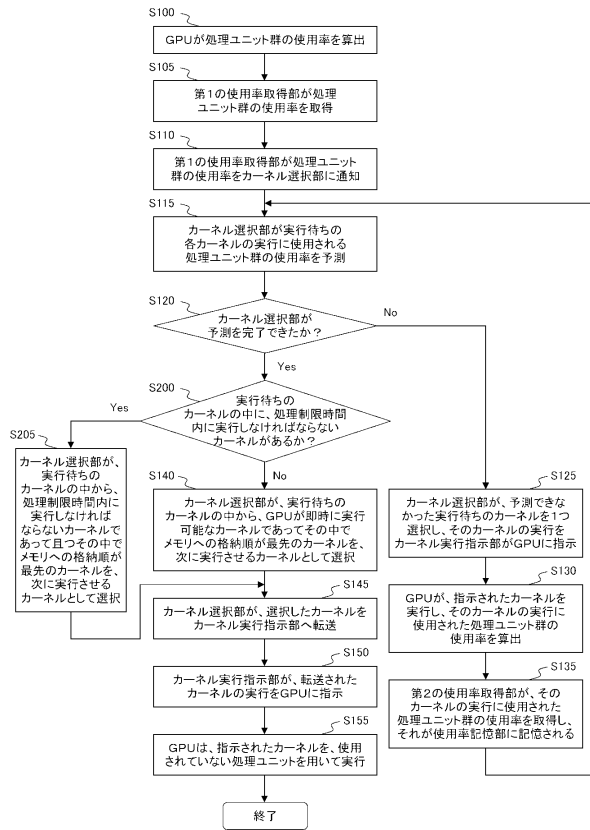 S100
GPUが処理ユニット群の使用率を算出
S105
第1の使用率取得部が処理
ユニット群の使用率を取得
S110
第1の使用率取得部が処理ユニット
群の使用率をカーネル選択部に通知
S115
カーネル選択部が実行待ちの
各カーネルの実行に使用される
処理ユニット群の使用率を予測
S120
カーネル選択部が
予測を完了できたか?
No
Yes
S200
実行待ちの
カーネルの中に、処理制限時間
内に実行しなければならない
カーネルがあるか?
Yes
No
S205
カーネル選択部が、
実行待ちの
カーネルの中から、
処理制限時間内に
実行しなければ
ならないカーネルで
あって且つその中で
メモリへの格納順が
最先のカーネルを、
次に実行させる
カーネルとして選択
S140
カーネル選択部が、実行待ちの
カーネルの中から、GPUが即時に実行
可能なカーネルであってその中で
メモリへの格納順が最先のカーネルを、
次に実行させるカーネルとして選択
S145
カーネル選択部が、選択したカーネルを
カーネル実行指示部へ転送
S150
カーネル実行指示部が、転送された
カーネルの実行をGPUに指示
S155
GPUは、指示されたカーネルを、使用
されていない処理ユニットを用いて実行
終了
S125
カーネル選択部が、予測できな
かった実行待ちのカーネルを1つ
選択し、そのカーネルの実行を
カーネル実行指示部がGPUに指示
S130
GPUが、指示されたカーネルを
実行し、そのカーネルの実行に
使用された処理ユニット群の
使用率を算出
S135
第2の使用率取得部が、その
カーネルの実行に使用された
処理ユニット群の使用率を取得し、
それが使用率記憶部に記憶される